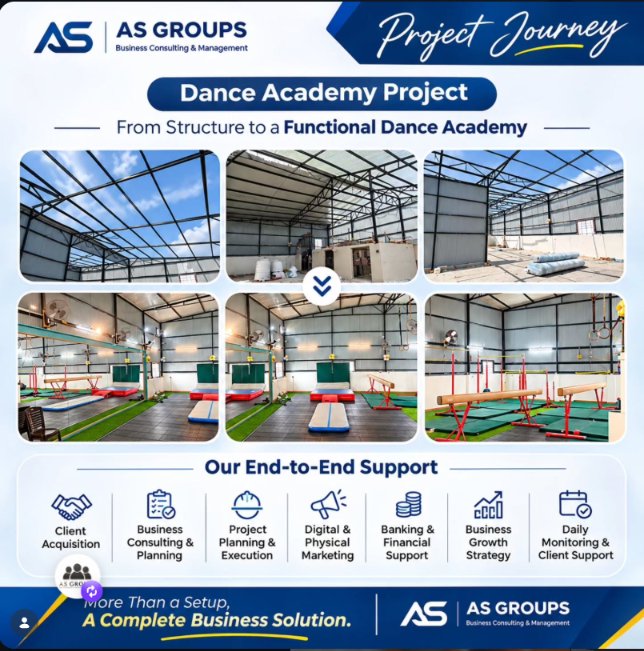 AS | AS GROUPS
Business Consulting & Management
Project Journey
Dance Academy Project
From Structure to a Functional Dance Academy
Our End-to-End Support
Client
Acquisition
Business
Consulting &
Planning
Project
Planning &
Execution
Digital &
Physical
Marketing
Banking &
Financial
Support
Business
Growth
Strategy
Daily
Monitoring &
Client Support
AS GRO
More Than a Setup,
A Complete Business Solution.
AS | AS GROUPS
Business Consulting & Management